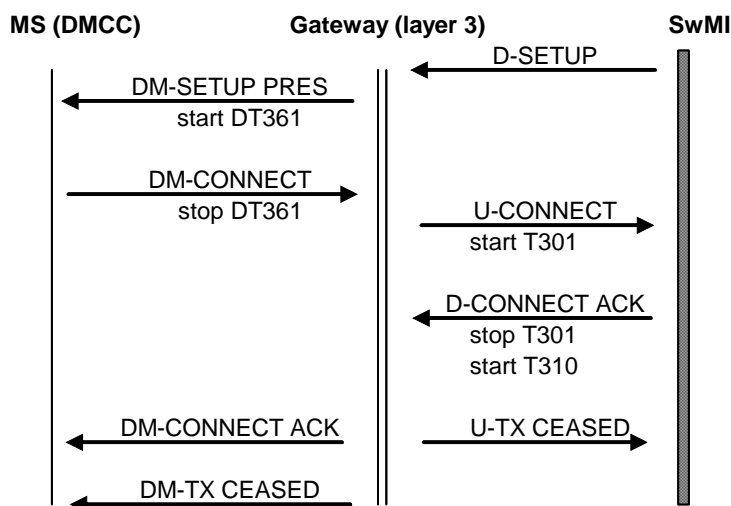 MS (DMCC) Gateway (layer 3) SwMI
D-SETUP
DM-SETUP PRES
start DT361
DM-CONNECT
stop DT361
U-CONNECT
start T301
D-CONNECT ACK
stop T301
start T310
DM-CONNECT ACK U-TX CEASED
DM-TX CEASED